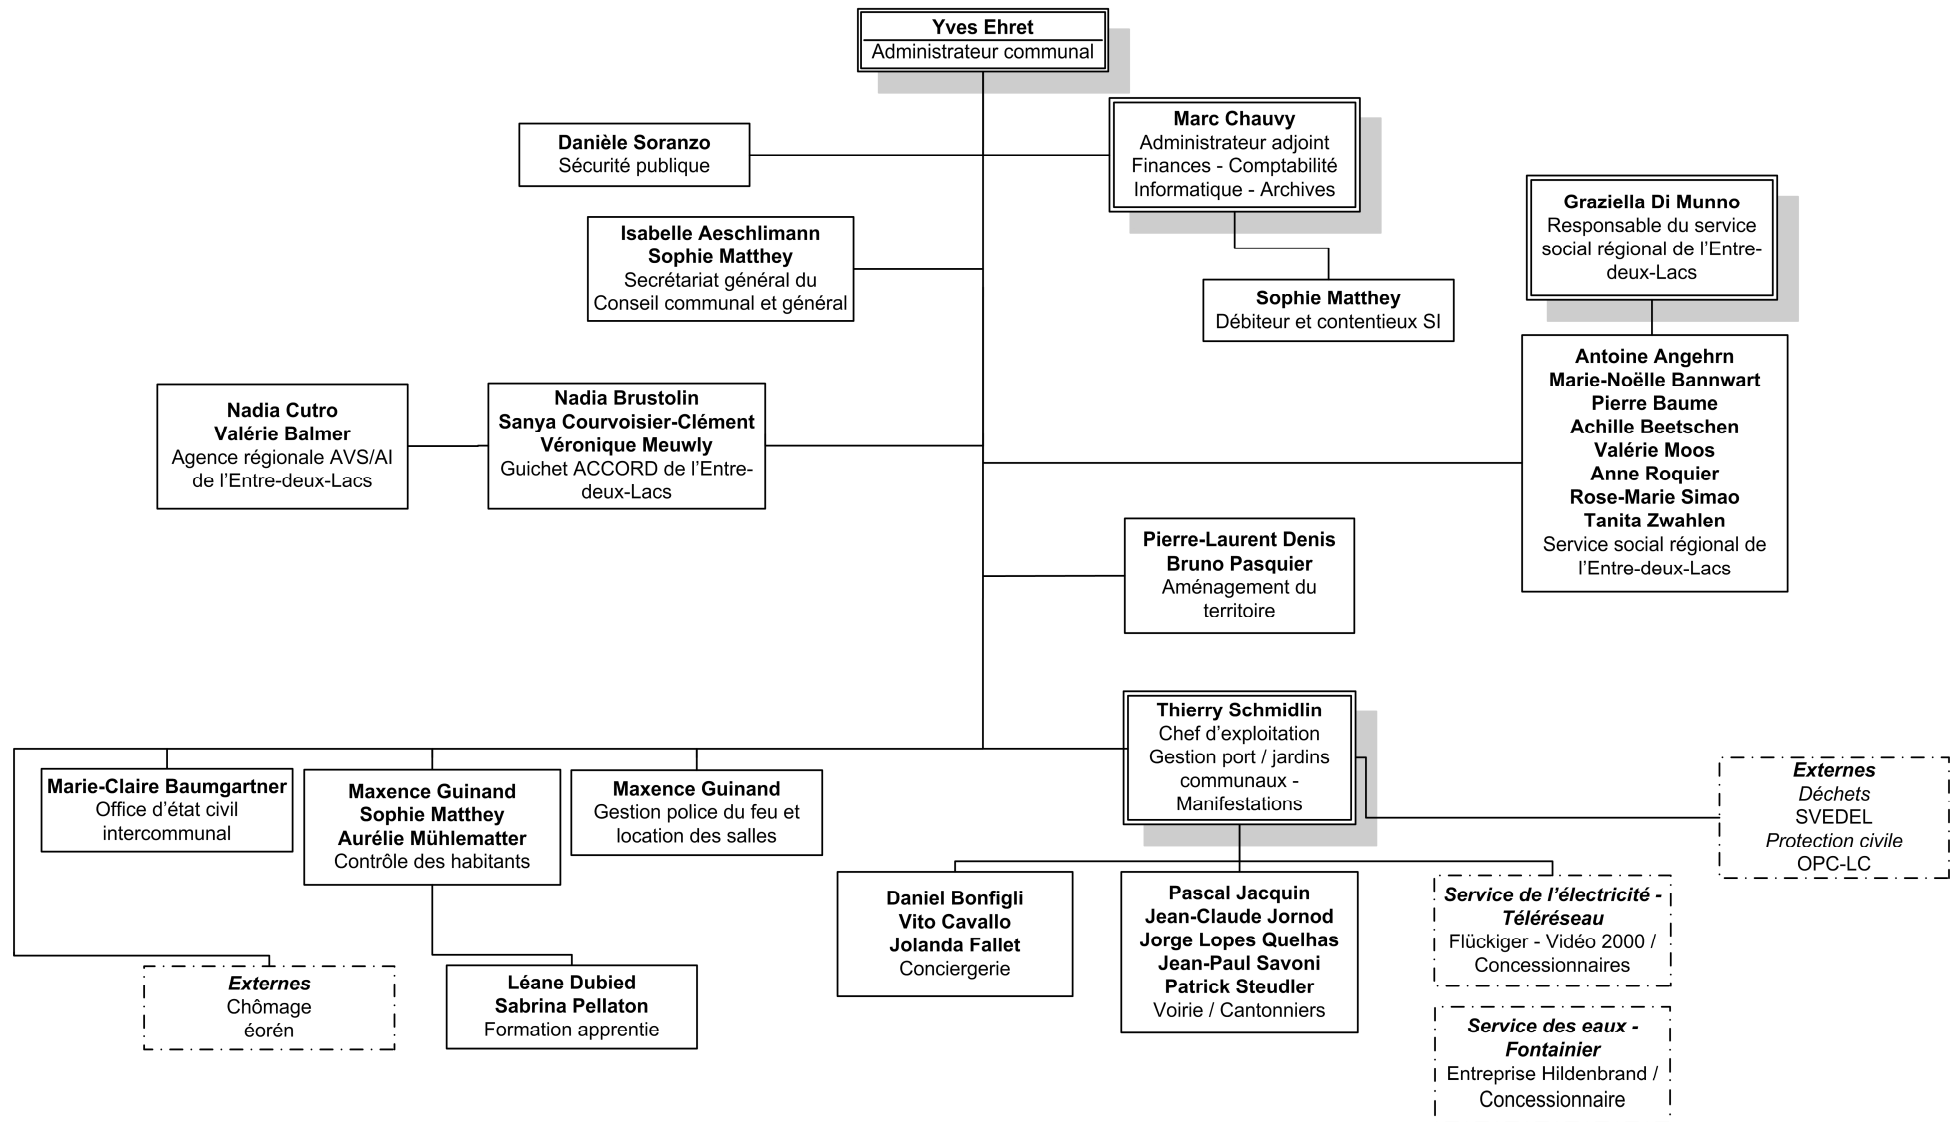 Yves Ehret
Administrateur communal
Danièle Soranzo
Sécurité publique
Marc Chauvy
Administrateur adjoint
Finances - Comptabilité
Informatique - Archives
Isabelle Aeschlimann
Sophie Matthey
Secrétariat général du
Conseil communal et général
Sophie Matthey
Débiteur et contentieux SI
Graziella Di Munno
Responsable du service
social régional de l'Entre-
deux-Lacs
Antoine Angehrn
Marie-Noëlle Bannwart
Pierre Baume
Achille Beetschen
Valérie Moos
Anne Roquier
Rose-Marie Simao
Tanita Zwahlen
Service social régional de
l'Entre-deux-Lacs
Nadia Cutro
Valérie Balmer
Agence régionale AVS/AI
de l'Entre-deux-Lacs
Nadia Brustolin
Sanya Courvoisier-Clément
Véronique Meuwly
Guichet ACCORD de l'Entre-
deux-Lacs
Pierre-Laurent Denis
Bruno Pasquier
Aménagement du
territoire
Thierry Schmidlin
Chef d'exploitation
Gestion port / jardins
communaux -
Manifestations
Marie-Claire Baumgartner
Office d'état civil
intercommunal
Maxence Guinand
Sophie Matthey
Aurélie Mühlematter
Contrôle des habitants
Maxence Guinand
Gestion police du feu et
location des salles
Externes
Déchets
SVEDEL
Protection civile
OPC-LC
Daniel Bonfigli
Vito Cavallo
Jolanda Fallet
Conciergerie
Pascal Jacquin
Jean-Claude Jornod
Jorge Lopes Quelhas
Jean-Paul Savoni
Patrick Steudler
Voirie / Cantonniers
Service de l'électricité -
Téléréseau
Flückiger - Vidéo 2000 /
Concessionnaires
Externes
Chômage
éorén
Léane Dubied
Sabrina Pellaton
Formation apprentie
Service des eaux -
Fontainier
Entreprise Hildenbrand /
Concessionnaire